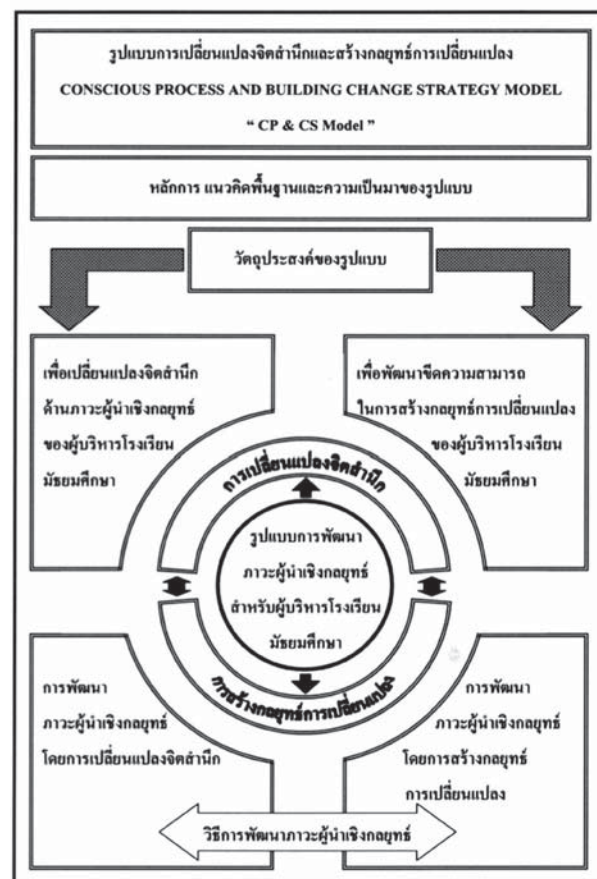 รูปแบบการเปลี่ยนแปลงจิตสำนึกและสร้างกลยุทธ์การเปลี่ยนแปลง
CONSCIOUS PROCESS AND BUILDING CHANGE STRATEGY MODEL
“ CP & CS Model ”
หลักการ แนวคิดพื้นฐานและความเป็นมาของรูปแบบ
วัตถุประสงค์ของรูปแบบ
เพื่อเปลี่ยนแปลงจิตสำนึก
ด้านภาวะผู้นำเชิงกลยุทธ์
ของผู้บริหารโรงเรียน
มัธยมศึกษา
เพื่อพัฒนาขีดความสามารถ
ในการสร้างกลยุทธ์การเปลี่ยนแปลง
ของผู้บริหารโรงเรียน
มัธยมศึกษา
การเปลี่ยนแปลงจิตสำนึก
รูปแบบการพัฒนา
ภาวะผู้นำเชิงกลยุทธ์
สำหรับผู้บริหารโรงเรียน
มัธยมศึกษา
การสร้างกลยุทธ์การเปลี่ยนแปลง
การพัฒนา
ภาวะผู้นำเชิงกลยุทธ์
โดยการเปลี่ยนแปลงจิตสำนึก
การพัฒนา
ภาวะผู้นำเชิงกลยุทธ์
โดยการสร้างกลยุทธ์
การเปลี่ยนแปลง
วิธีการพัฒนาภาวะผู้นำเชิงกลยุทธ์